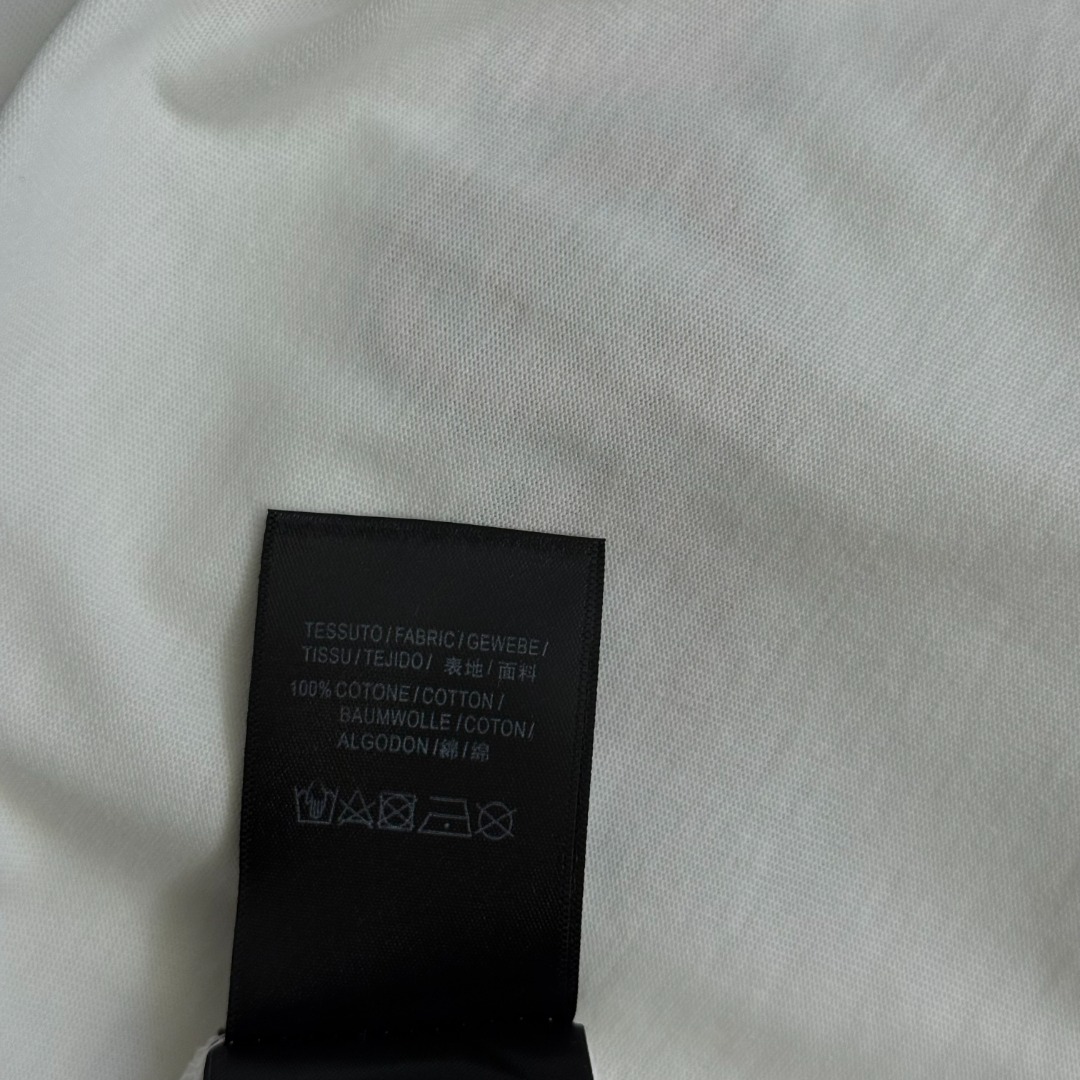 TESSUTO / FABRIC / GEWEBE /
TISSU / TEJIDO / 表地 / 面料
100% COTONE / COTTON /
BAUMWOLLE / COTON /
ALGODON / 綿 / 绵